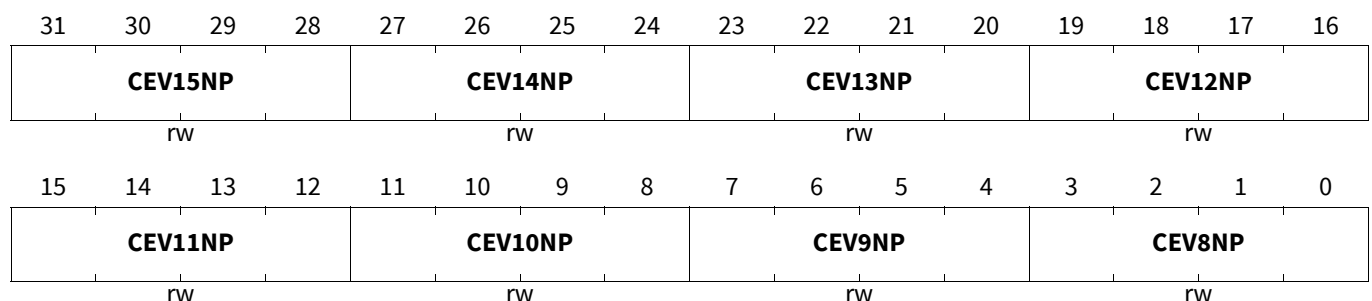 31 30 29 28 27 26 25 24 23 22 21 20 19 18 17 16
CEV15NP CEV14NP CEV13NP CEV12NP
rw rw rw rw
15 14 13 12 11 10 9 8 7 6 5 4 3 2 1 0
CEV11NP CEV10NP CEV9NP CEV8NP
rw rw rw rw